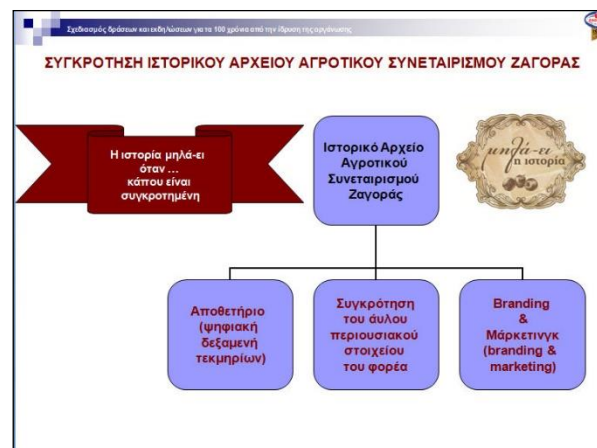 Σχεδιασμός δράσεων και εκδηλώσεων για τα 100 χρόνια από την ίδρυση της οργάνωσης
ΣΥΓΚΡΟΤΗΣΗ ΙΣΤΟΡΙΚΟΥ ΑΡΧΕΙΟΥ ΑΓΡΟΤΙΚΟΥ ΣΥΝΕΤΑΙΡΙΣΜΟΥ ΖΑΓΟΡΑΣ
Η ιστορία μηλά-ει
όταν ...
κάπου είναι
συγκροτημένη
Ιστορικό Αρχείο
Αγροτικού
Συνεταιρισμού
Ζαγοράς
μηλά-ει
η ιστορία
Αποθετήριο
(ψηφιακή
δεξαμενή
τεκμηρίων)
Συγκρότηση
του άυλου
περιουσιακού
στοιχείου
του φορέα
Branding
&
Μάρκετινγκ
(branding &
marketing)